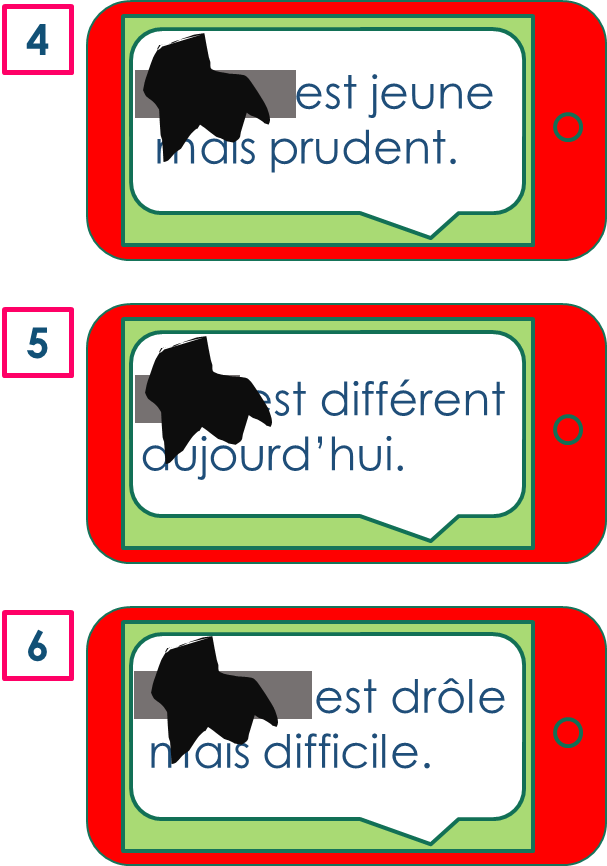 4
est jeune
mais prudent.
5
est différent
aujourd'hui.
6
est drôle
mais difficile.